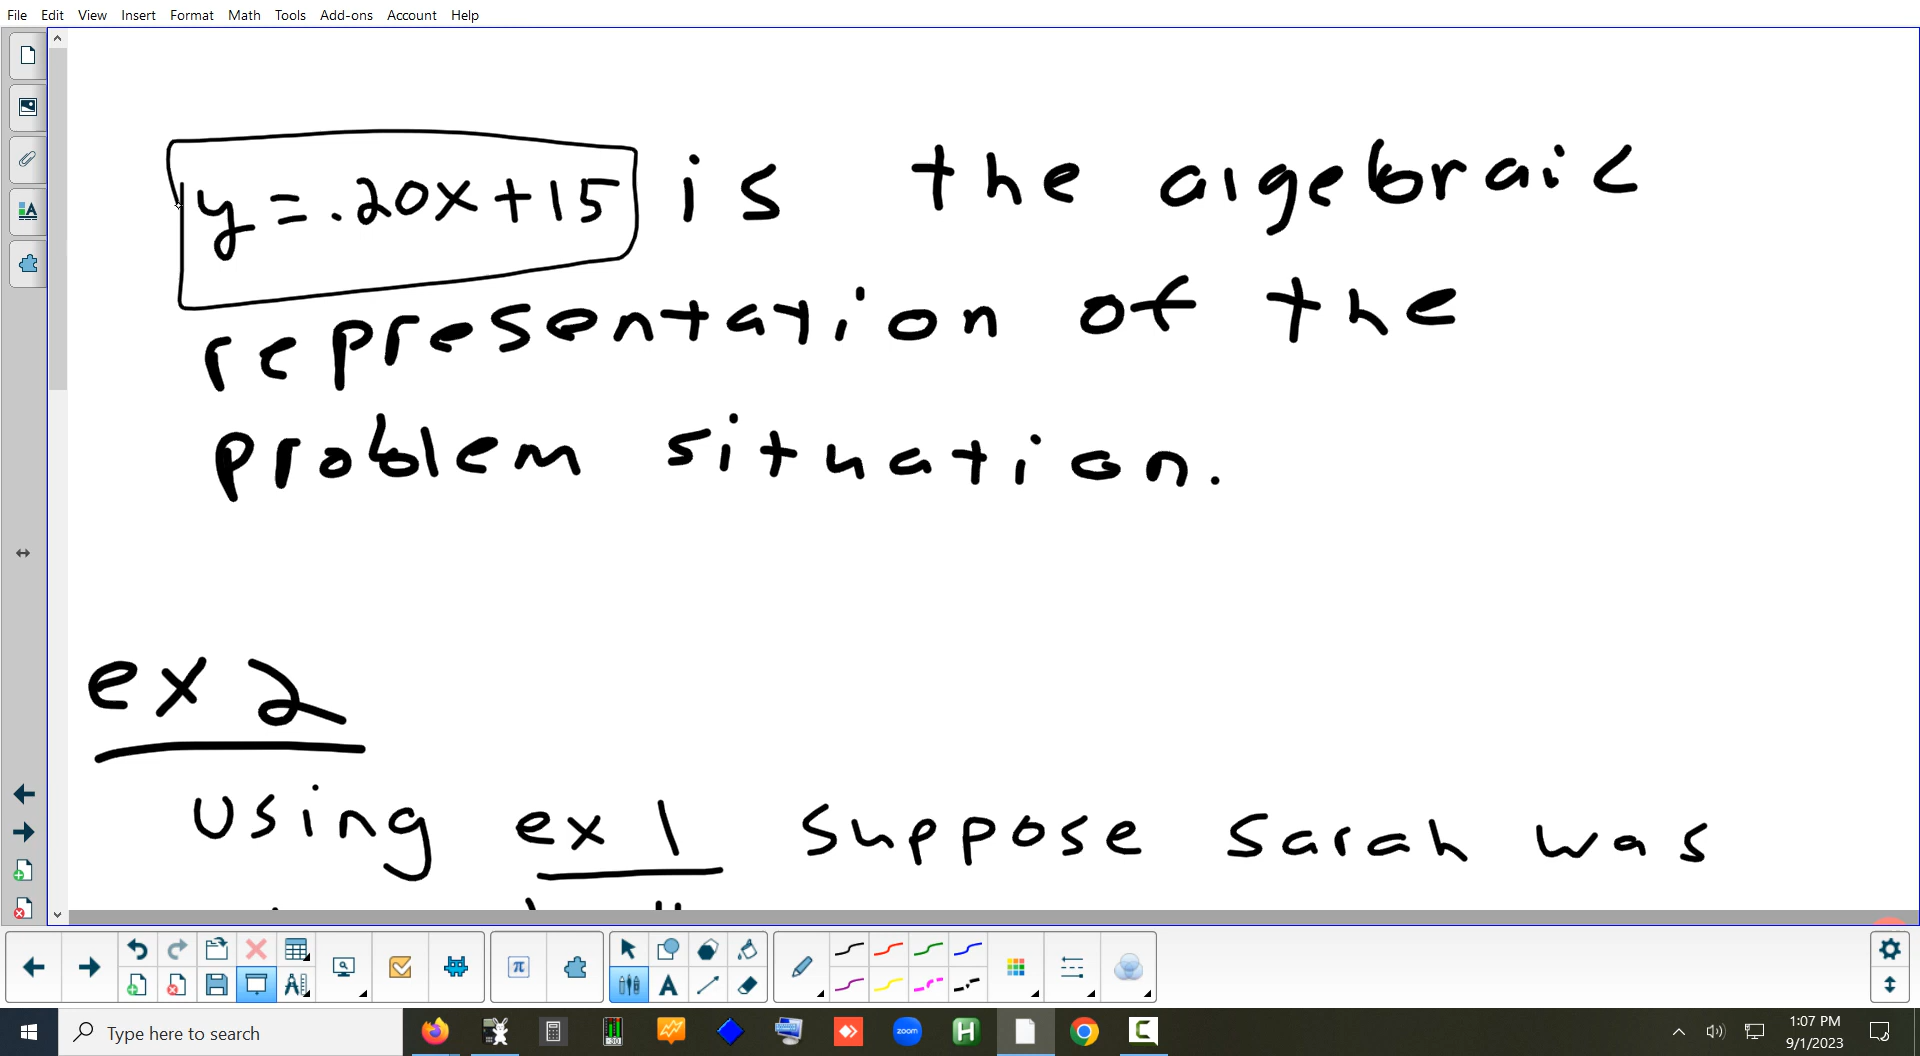 File Edit View Insert Format Math Tools Add-ons Account Help
y = .20x + 15 is the algebraic
representation of the
problem situation.
ex 2
Using ex 1 suppose sarah was
π
A
zoom
H
C
Type here to search
1:07 PM
9/1/2023